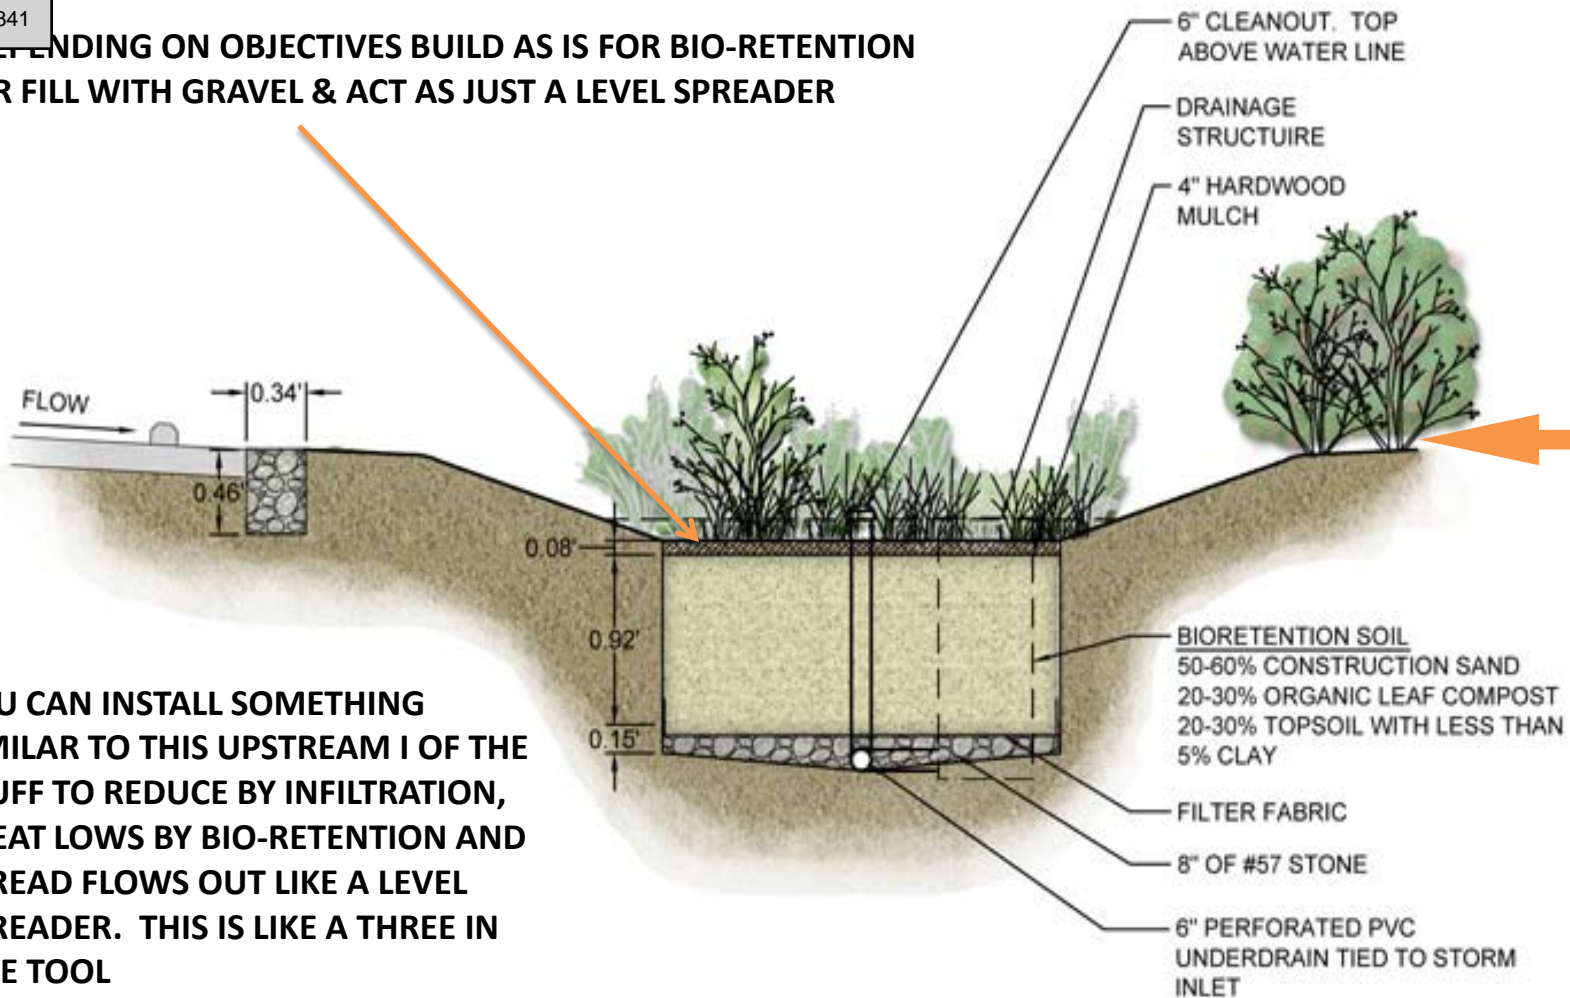 341
DEPENDING ON OBJECTIVES BUILD AS IS FOR BIO-RETENTION
R FILL WITH GRAVEL & ACT AS JUST A LEVEL SPREADER
6" CLEANOUT. TOP
ABOVE WATER LINE
DRAINAGE
STRUCTUIRE
4" HARDWOOD
MULCH
FLOW
0.34'
0.46'
0.08'
0.92'
0.15'
BIORETENTION SOIL
50-60% CONSTRUCTION SAND
20-30% ORGANIC LEAF COMPOST
20-30% TOPSOIL WITH LESS THAN
5% CLAY
FILTER FABRIC
8" OF #57 STONE
6" PERFORATED PVC
UNDERDRAIN TIED TO STORM
INLET
U CAN INSTALL SOMETHING
MILAR TO THIS UPSTREAM I OF THE
UFF TO REDUCE BY INFILTRATION,
EAT LOWS BY BIO-RETENTION AND
READ FLOWS OUT LIKE A LEVEL
READER. THIS IS LIKE A THREE IN
E TOOL